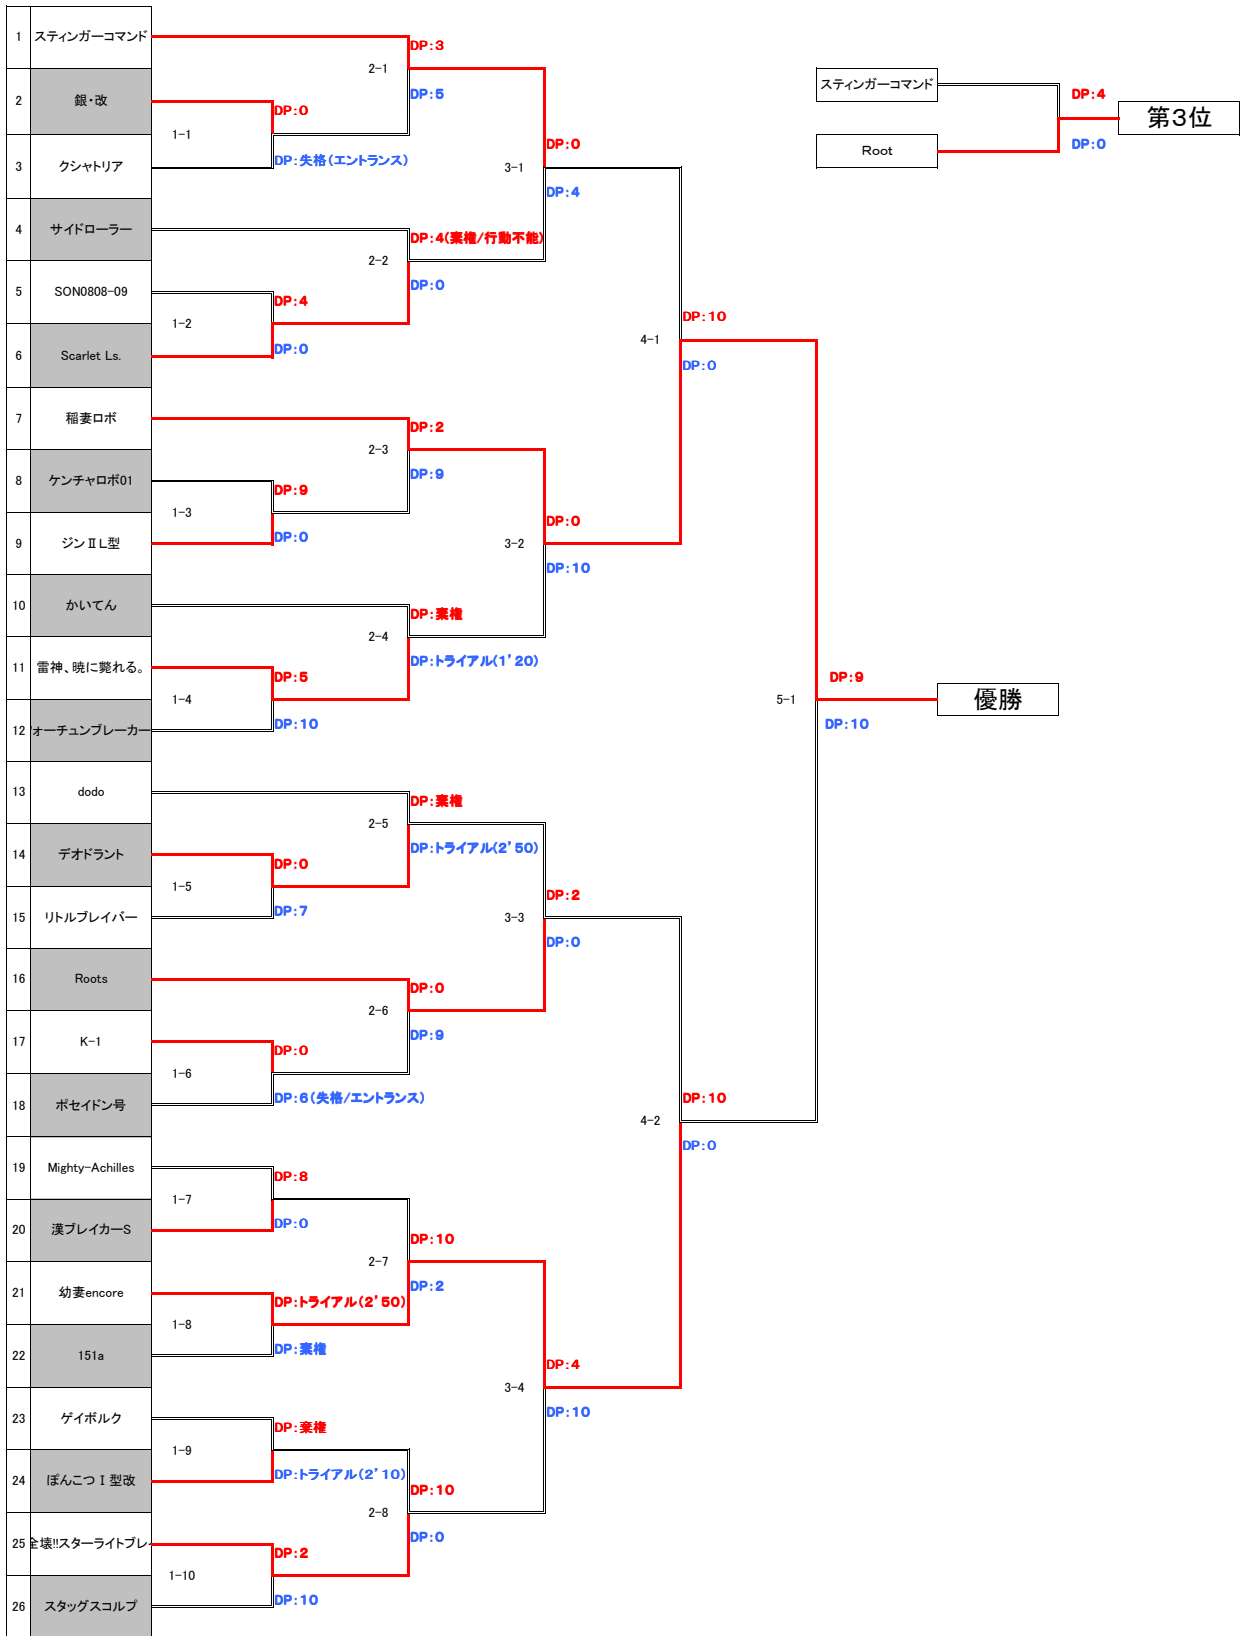 1 スティンガーコマンド
2 銀・改
3 クシャトリア
4 サイドローラー
5 SON0808-09
6 Scarlet Ls.
7 稲妻ロボ
8 ケンチャロボ01
9 ジンⅡL型
10 かいてん
11 雷神、暁に斃れる。
12 ォーチュンブレーカー
13 dodo
14 デオドラント
15 リトルブレイバー
16 Roots
17 K-1
18 ポセイドン号
19 Mighty-Achilles
20 漢ブレイカーS
21 幼妻encore
22 151a
23 ゲイボルク
24 ぽんこつⅠ型改
25 全壊!!スターライトブレイ
26 スタッグスコルプ
1-1
DP:0
DP:失格(エントランス)
1-2
DP:4
DP:0
1-3
DP:9
DP:0
1-4
DP:5
DP:10
1-5
DP:0
DP:7
1-6
DP:0
DP:6(失格/エントランス)
1-7
DP:8
DP:0
1-8
DP:トライアル(2'50)
DP:棄権
1-9
DP:棄権
DP:トライアル(2'10)
1-10
DP:2
DP:10
2-1
DP:3
DP:5
2-2
DP:4(棄権/行動不能)
DP:0
2-3
DP:2
DP:9
2-4
DP:棄権
DP:トライアル(1'20)
2-5
DP:棄権
DP:トライアル(2'50)
2-6
DP:0
DP:9
2-7
DP:10
DP:2
2-8
DP:10
DP:0
3-1
DP:0
DP:4
3-2
DP:0
DP:10
3-3
DP:2
DP:0
3-4
DP:4
DP:10
4-1
DP:10
DP:0
4-2
DP:10
DP:0
5-1
DP:9
DP:10
優勝
スティンガーコマンド
Root
DP:4
DP:0
第3位